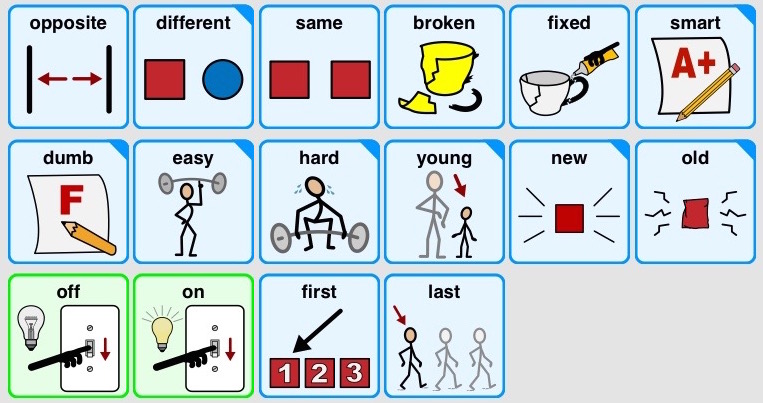 opposite
different
same
broken
fixed
smart
A+
dumb
F
easy
hard
young
new
old
off
on
first
1 2 3
last